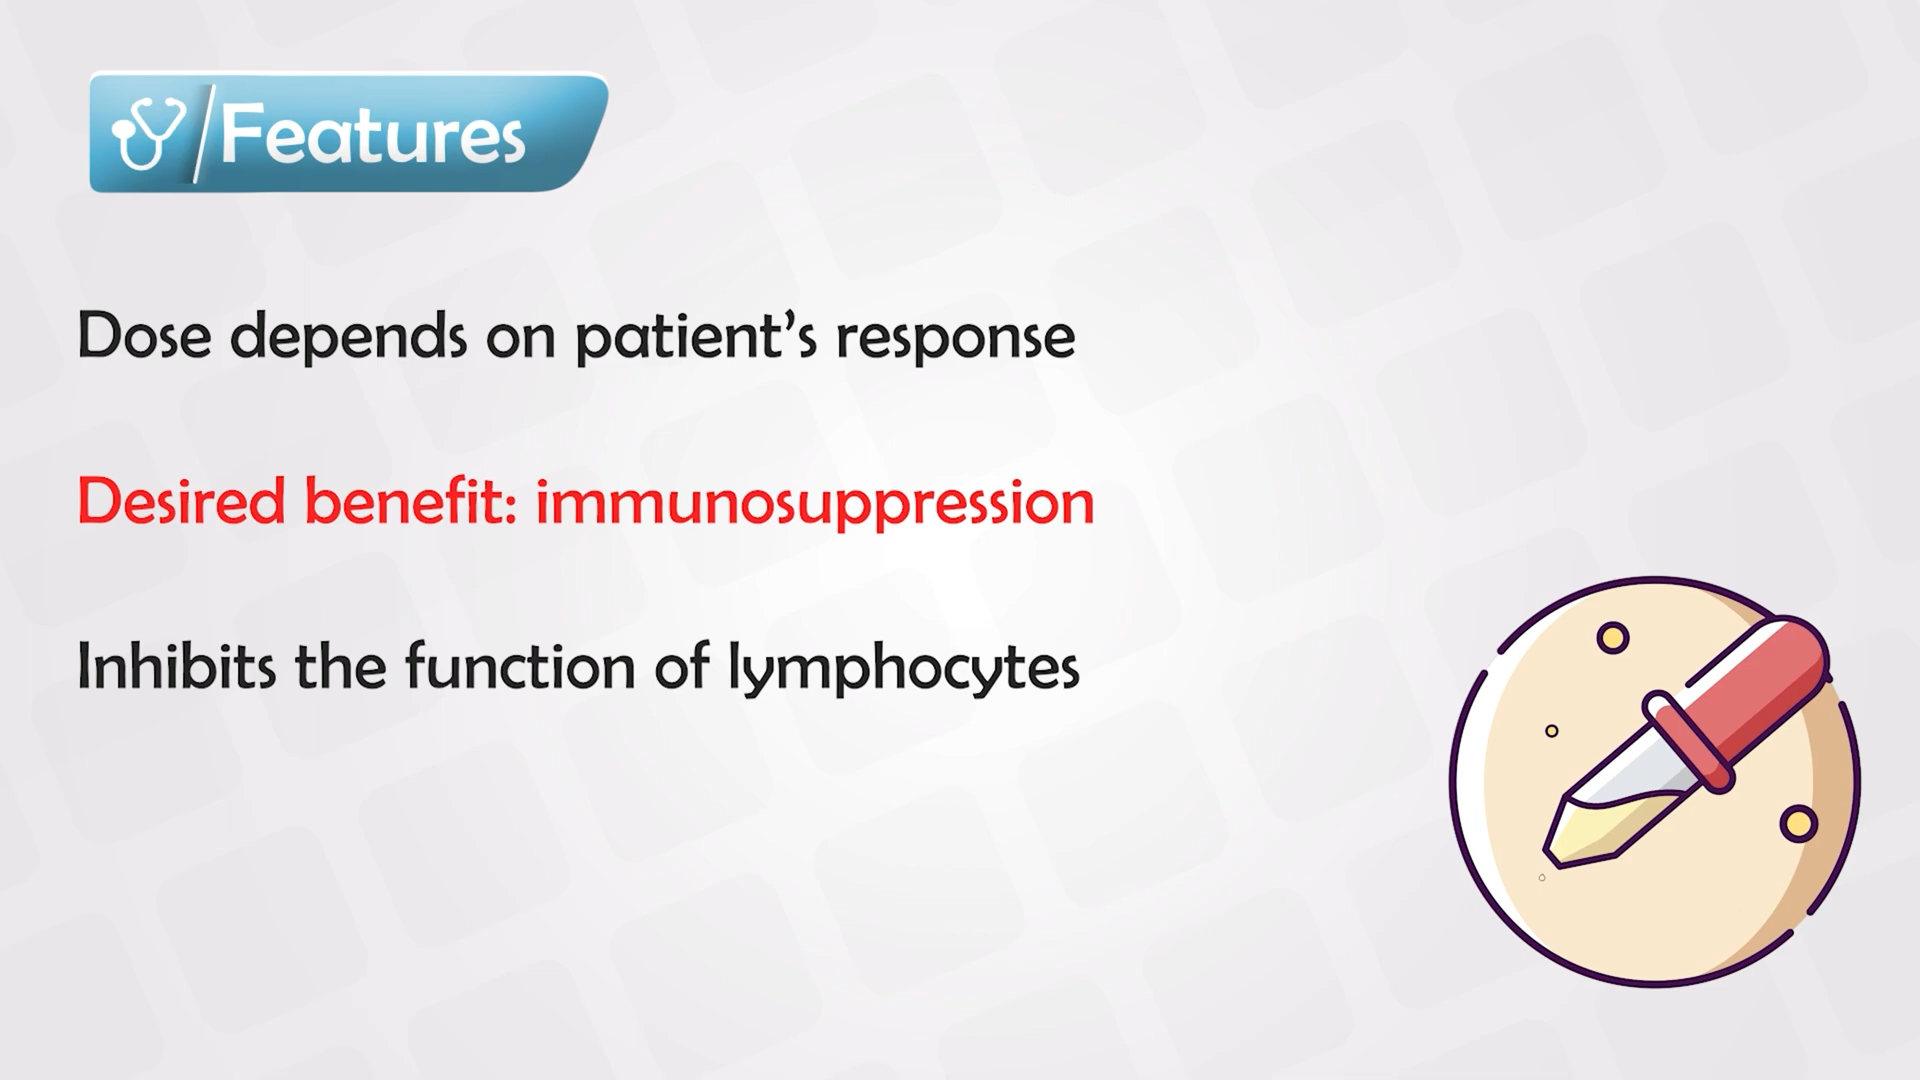 Features
Dose depends on patient’s response
Desired benefit: immunosuppression
Inhibits the function of lymphocytes